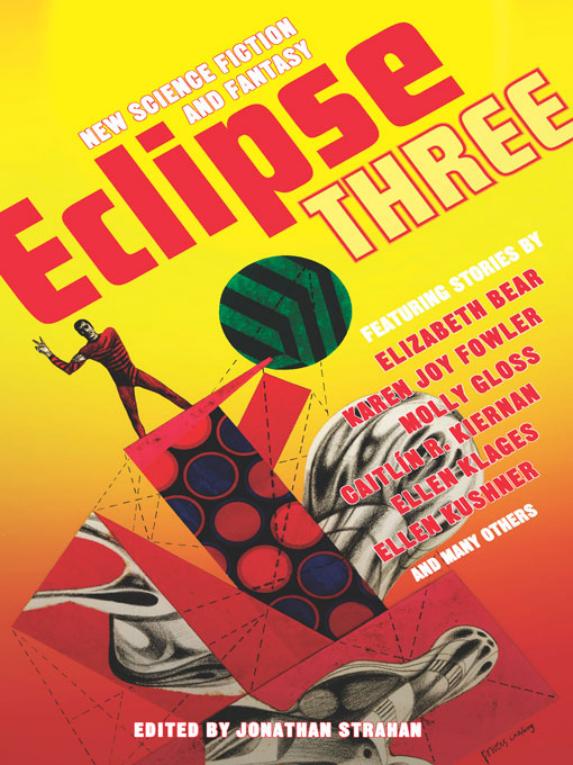 NEW SCIENCE FICTION
AND FANTASY
Eclipse
THREE
FEATURING STORIES BY
ELIZABETH BEAR
KAREN JOY FOWLER
MOLLY GLOSS
CAITLÍN R. KIERNAN
ELLEN KLAGES
ELLEN KUSHNER
AND MANY OTHERS
EDITED BY JONATHAN STRAHAN